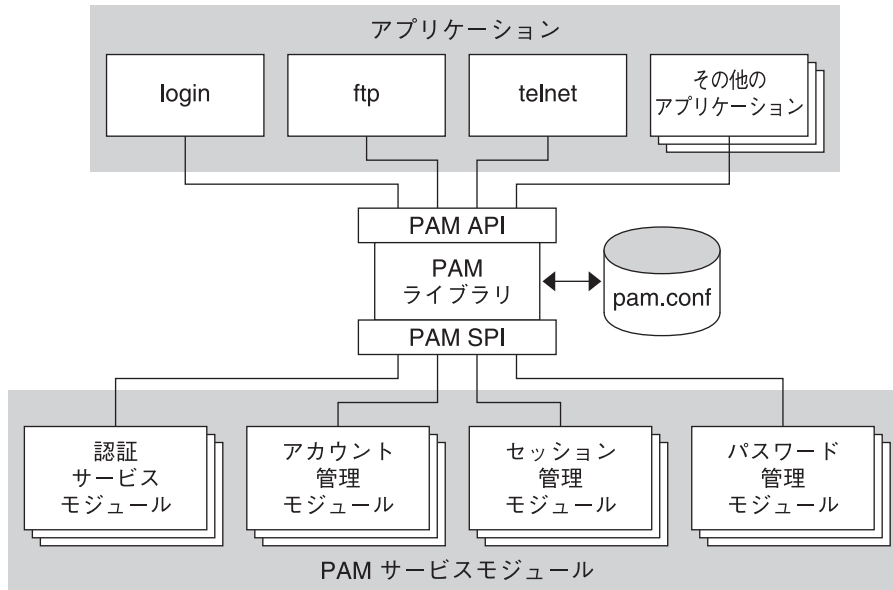 アプリケーション
login
ftp
telnet
その他の
アプリケーション
PAM API
PAM
ライブラリ
pam.conf
PAM SPI
認証
サービス
モジュール
アカウント
管理
モジュール
セッション
管理
モジュール
パスワード
管理
モジュール
PAM サービスモジュール